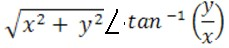 √(x² + y²)∠ tan⁻¹(y/x)